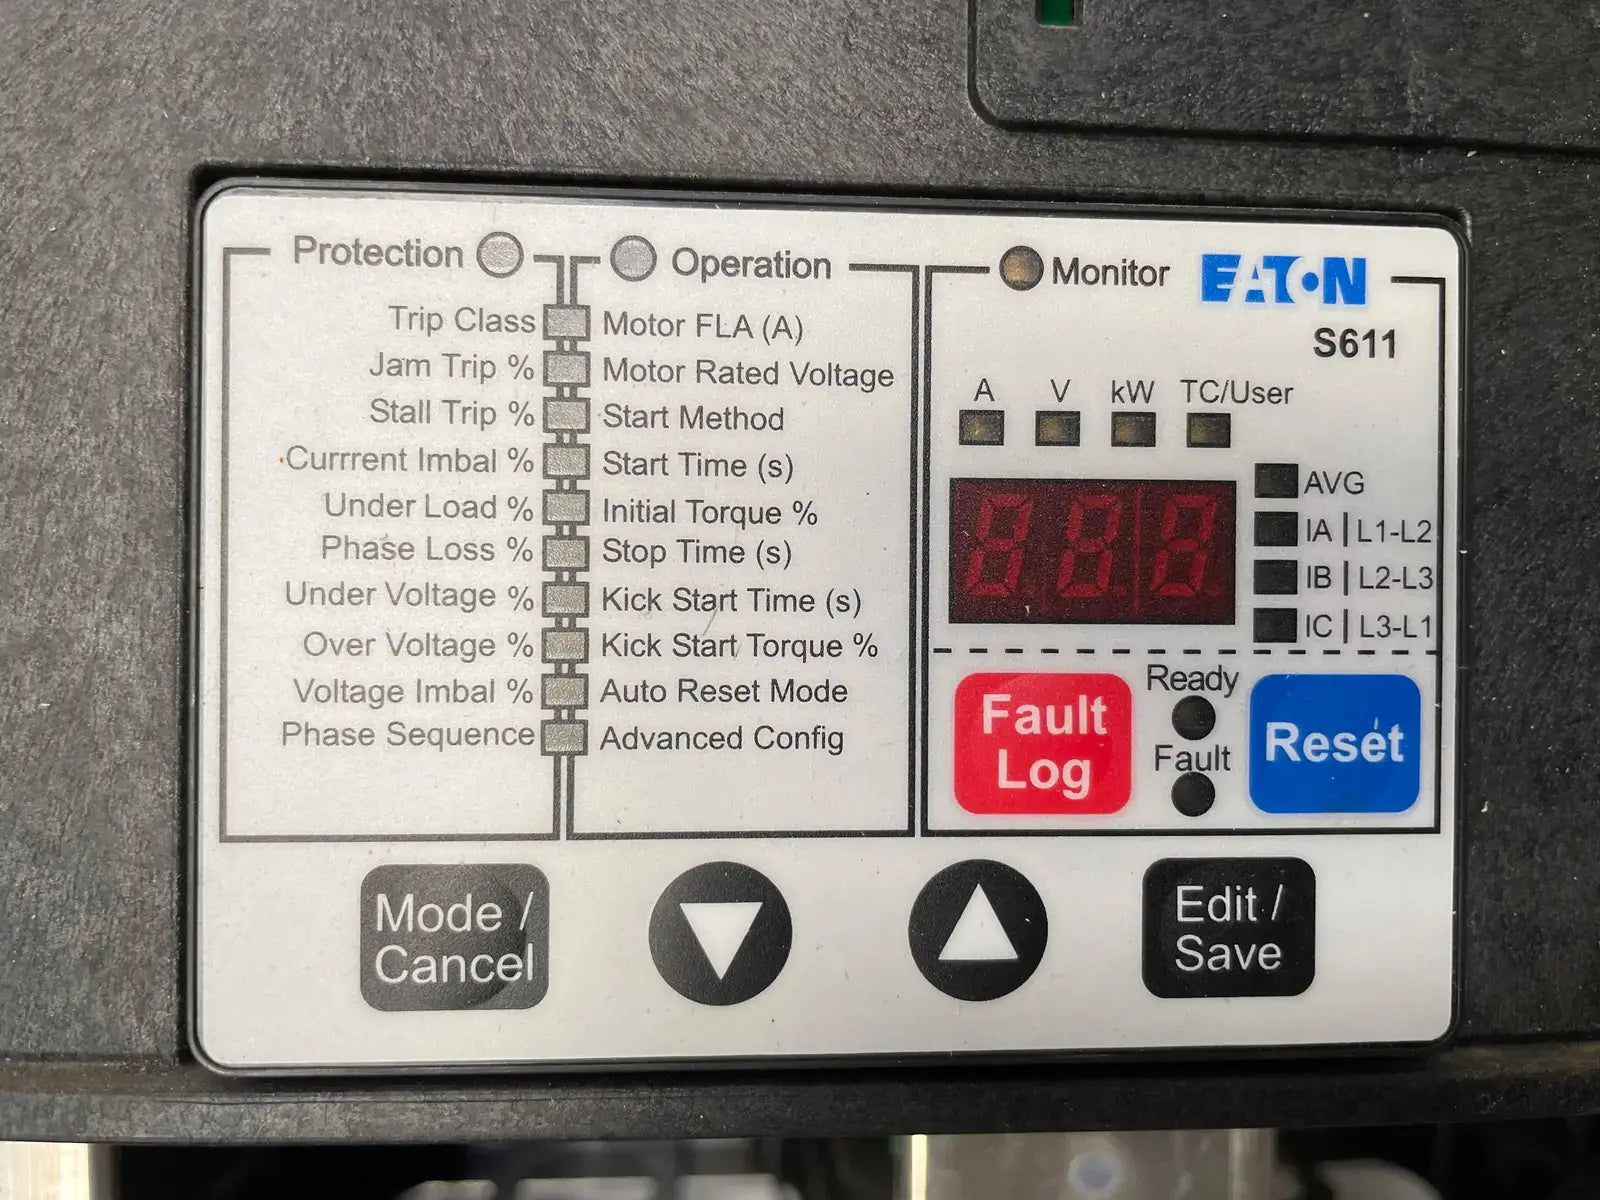 Protection
Trip Class
Jam Trip %
Stall Trip %
Currrent Imbal %
Under Load %
Phase Loss %
Under Voltage %
Over Voltage %
Voltage Imbal %
Phase Sequence
Operation
Motor FLA (A)
Motor Rated Voltage
Start Method
Start Time (s)
Initial Torque %
Stop Time (s)
Kick Start Time (s)
Kick Start Torque %
Auto Reset Mode
Advanced Config
Monitor
EATON
S611
A V kW TC/User
AVG
IA | L1-L2
IB | L2-L3
IC | L3-L1
Fault
Log
Ready
Fault
Reset
Mode /
Cancel
Edit /
Save